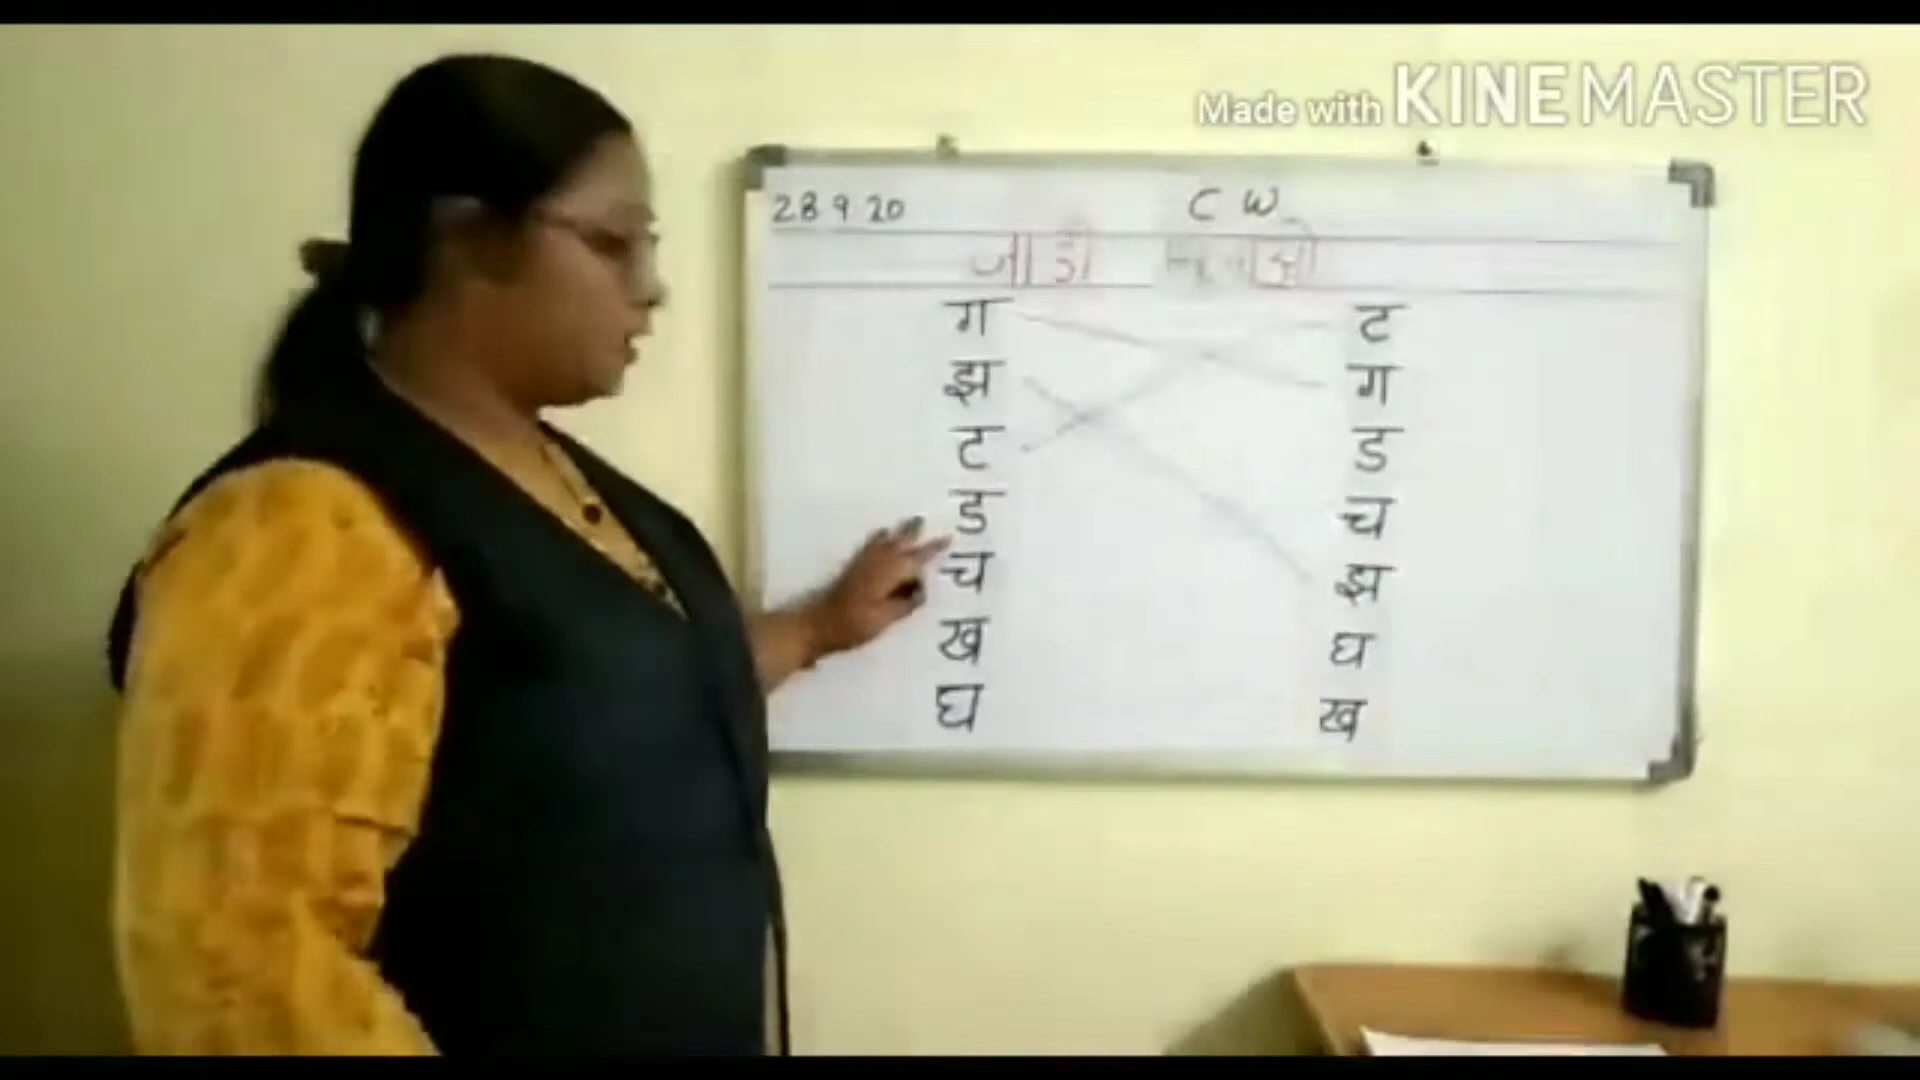 Made with KINEMASTER
28 9 20 C W
जोड़ी मिलाओ
ग ट
झ ग
ट ड
ड च
च झ
ख घ
घ ख